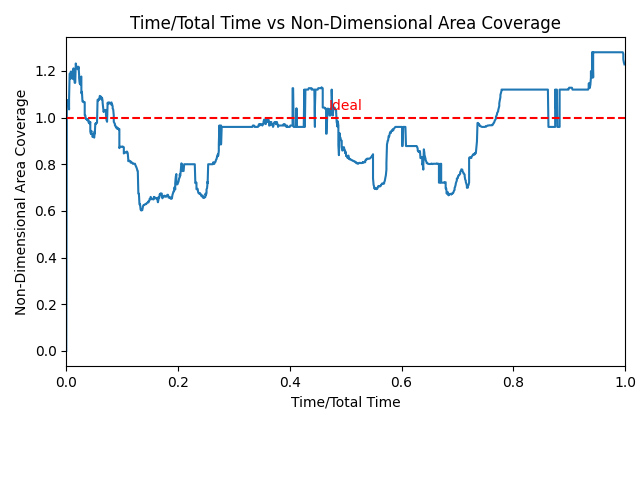 Time/Total Time vs Non-Dimensional Area Coverage
Non-Dimensional Area Coverage
1.2
1.0
0.8
0.6
0.4
0.2
0.0
Ideal
0.0 0.2 0.4 0.6 0.8 1.0
Time/Total Time